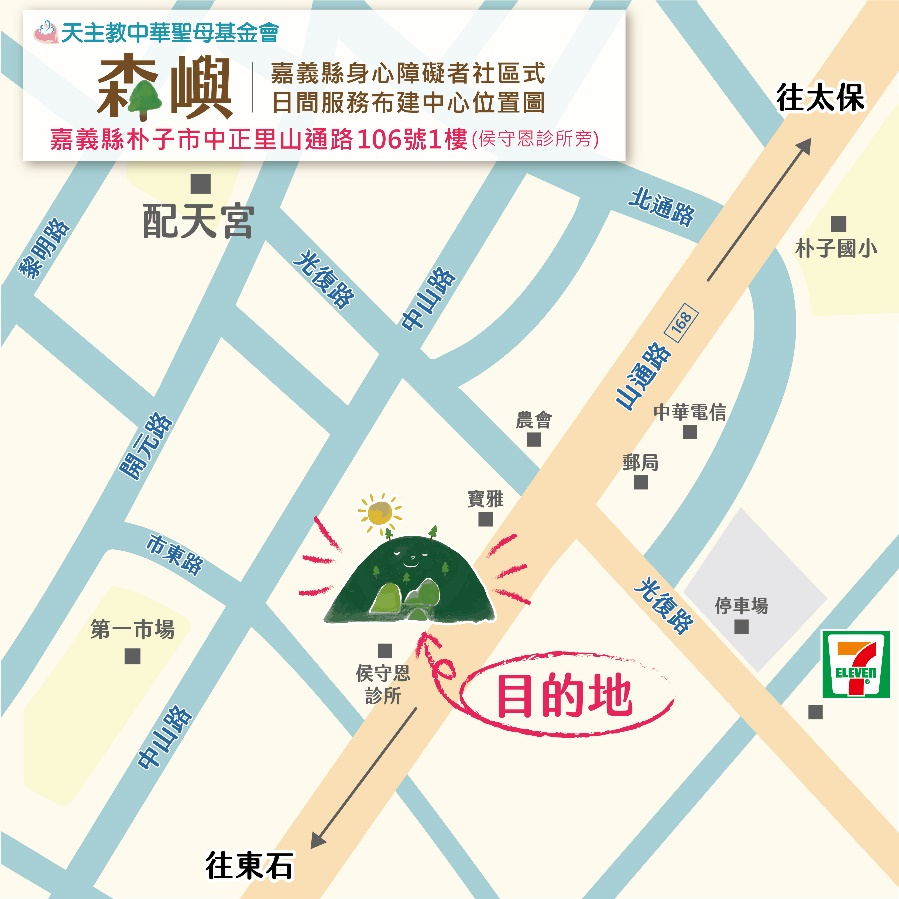 天主教中華聖母基金會
森嶼
嘉義縣身心障礙者社區式
日間服務布建中心位置圖
嘉義縣朴子市中正里山通路106號1樓(侯守恩診所旁)
往太保
配天宮
北通路
朴子國小
黎明路
光復路
中山路
168
山通路
農會
中華電信
開元路
郵局
寶雅
市東路
光復路
停車場
第一市場
7
ELEVEN
®
侯守恩
診所
目的地
中山路
往東石